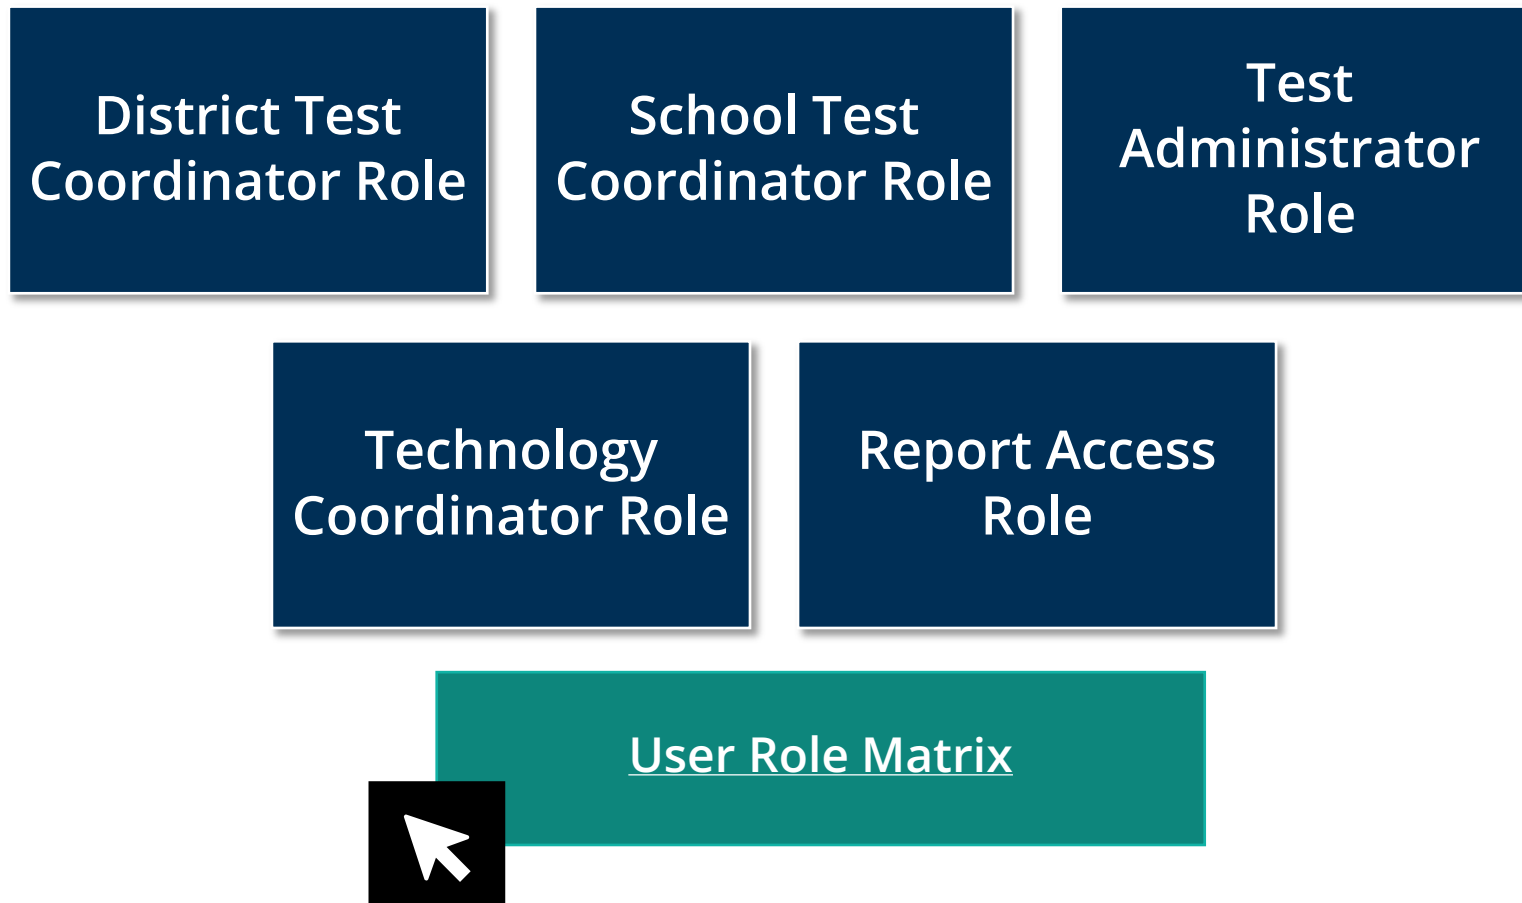 District Test
Coordinator Role
School Test
Coordinator Role
Test
Administrator
Role
Technology
Coordinator Role
Report Access
Role
User Role Matrix